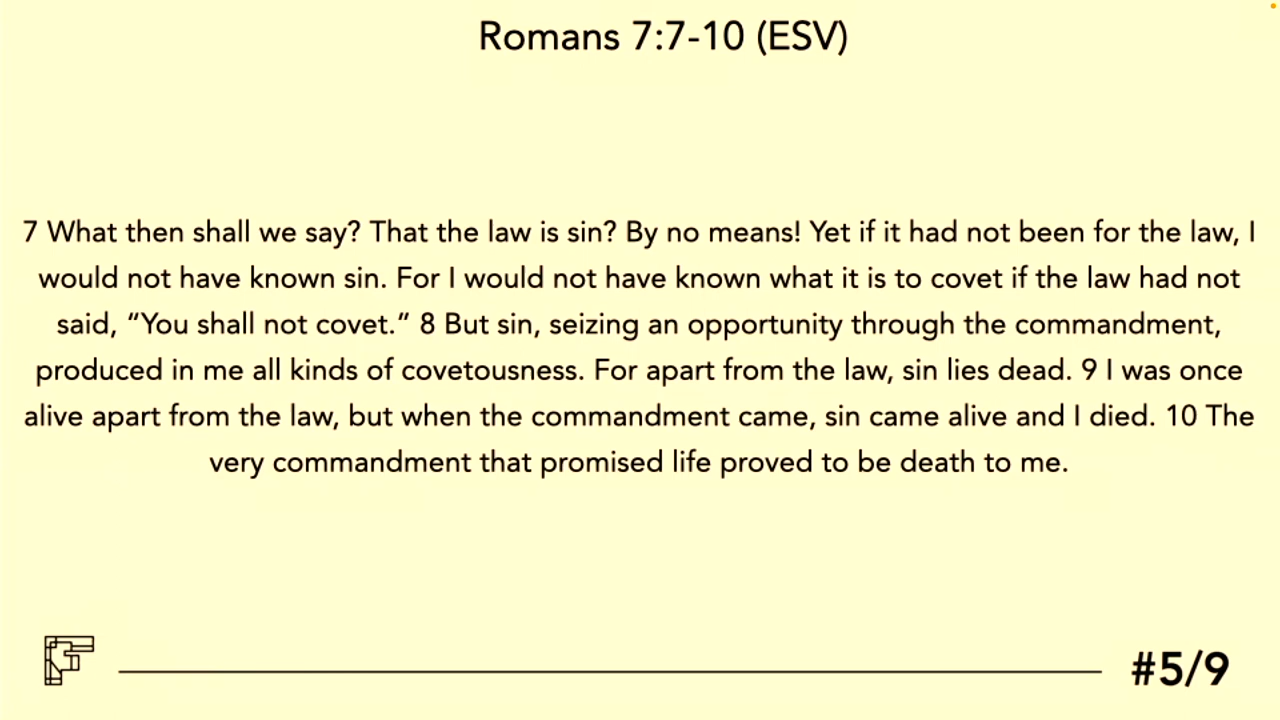 Romans 7:7-10 (ESV)
7 What then shall we say? That the law is sin? By no means! Yet if it had not been for the law, I
would not have known sin. For I would not have known what it is to covet if the law had not
said, “You shall not covet.” 8 But sin, seizing an opportunity through the commandment,
produced in me all kinds of covetousness. For apart from the law, sin lies dead. 9 I was once
alive apart from the law, but when the commandment came, sin came alive and I died. 10 The
very commandment that promised life proved to be death to me.
#5/9